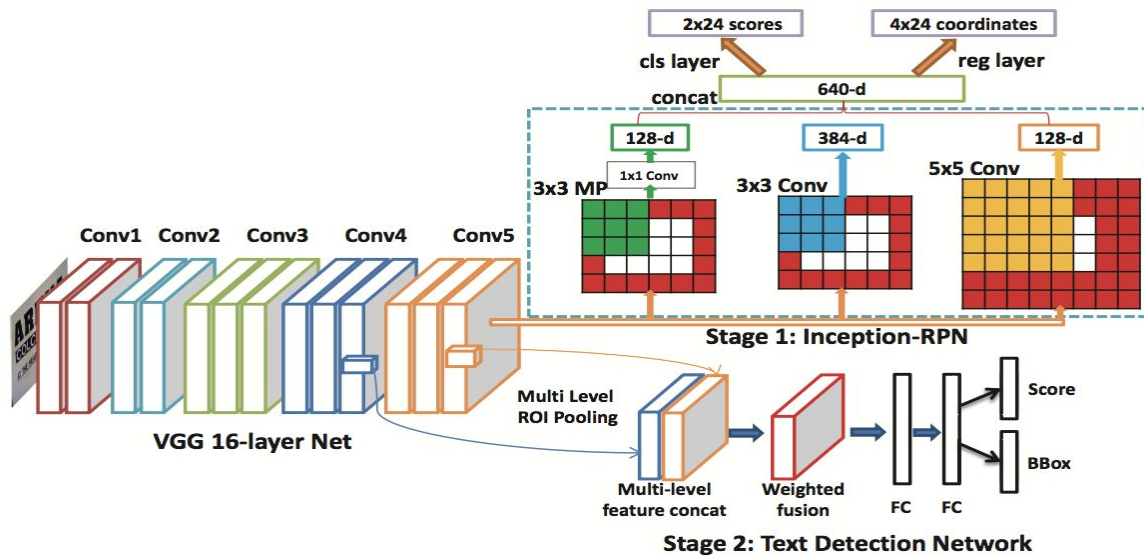 2x24 scores
4x24 coordinates
cls layer
reg layer
640-d
concat
128-d
384-d
128-d
1x1 Conv
3x3 MP
3x3 Conv
5x5 Conv
Conv1
Conv2
Conv3
Conv4
Conv5
Stage 1: Inception-RPN
VGG 16-layer Net
Multi Level
ROI Pooling
Multi-level
feature concat
Weighted
fusion
FC
FC
Score
BBox
Stage 2: Text Detection Network